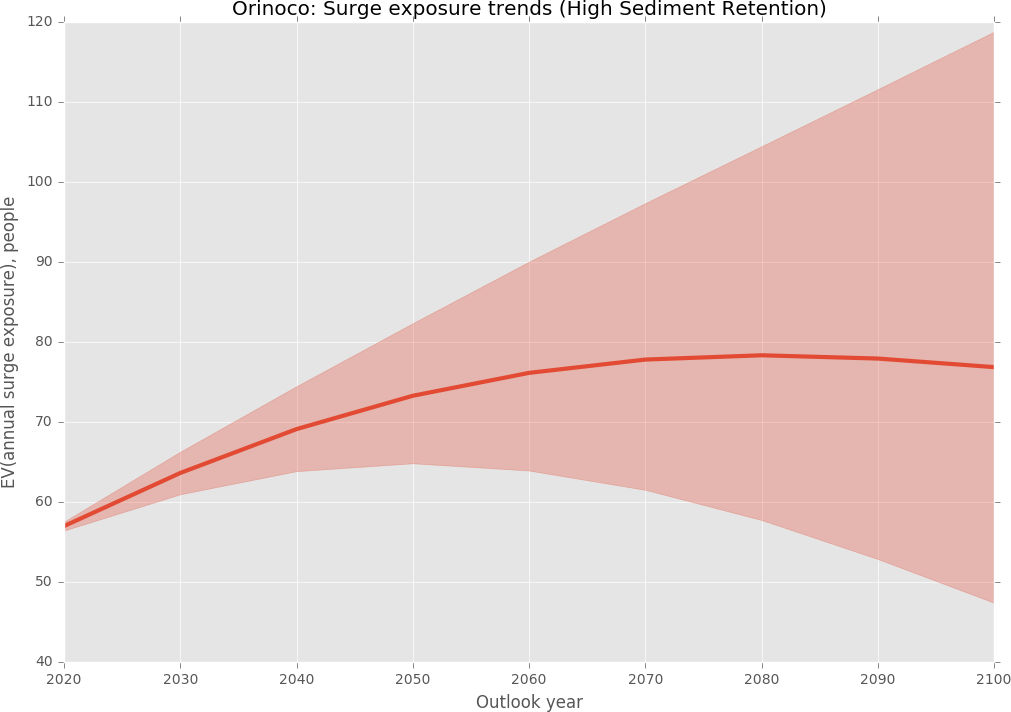 Orinoco: Surge exposure trends (High Sediment Retention)
120
110
100
90
80
70
60
50
40
EV(annual surge exposure), people
2020 2030 2040 2050 2060 2070 2080 2090 2100
Outlook year